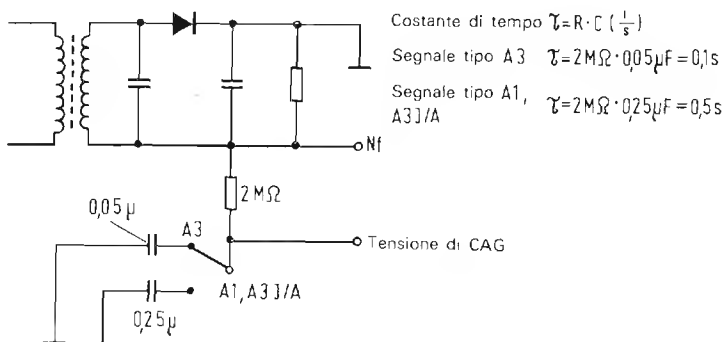 Costante di tempo τ=R·C (1/s)
Segnale tipo A3 τ=2MΩ·0,05µF=0,1s
Segnale tipo A1, A3J/A τ=2MΩ·0,25µF=0,5s
Nf
2MΩ
0,05µ
A3
Tensione di CAG
A1, A3J/A
0,25µ